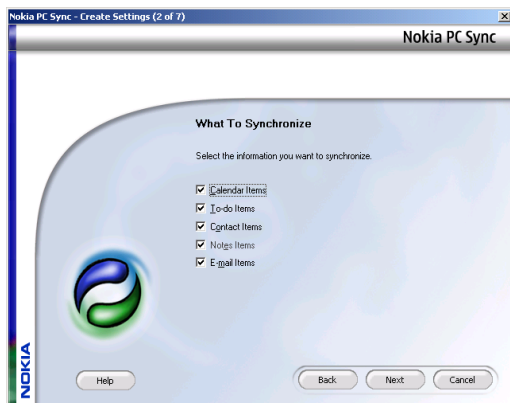 Nokia PC Sync - Create Settings (2 of 7)
Nokia PC Sync
What To Synchronize
Select the information you want to synchronize.
Calendar Items
To-do Items
Contact Items
Notes Items
E-mail Items
NOKIA
Help
Back
Next
Cancel